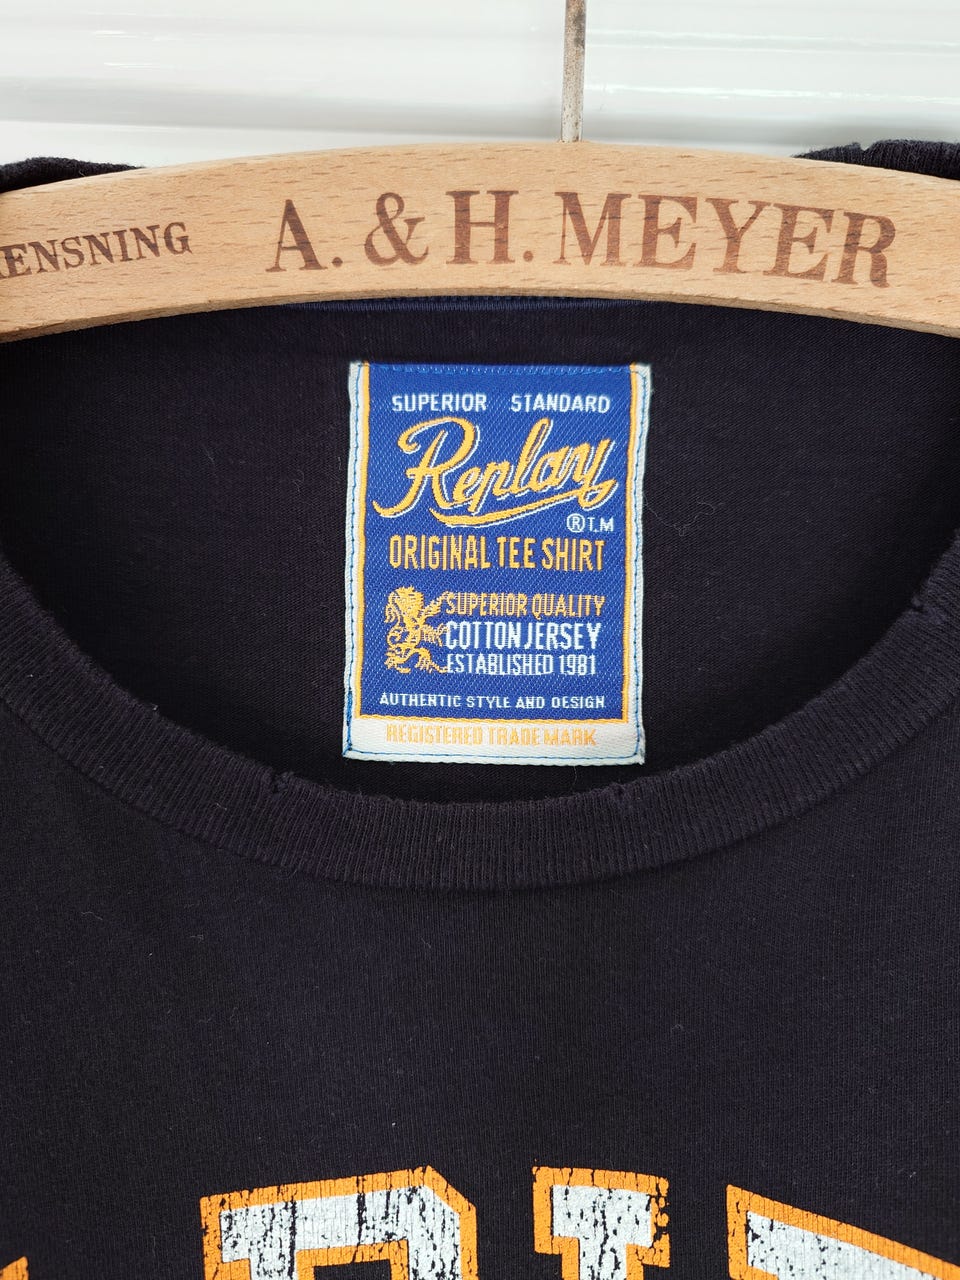 A. & H. MEYER
SUPERIOR STANDARD
Replay
® T.M
ORIGINAL TEE SHIRT
SUPERIOR QUALITY
COTTON JERSEY
ESTABLISHED 1981
AUTHENTIC STYLE AND DESIGN
REGISTERED TRADE MARK